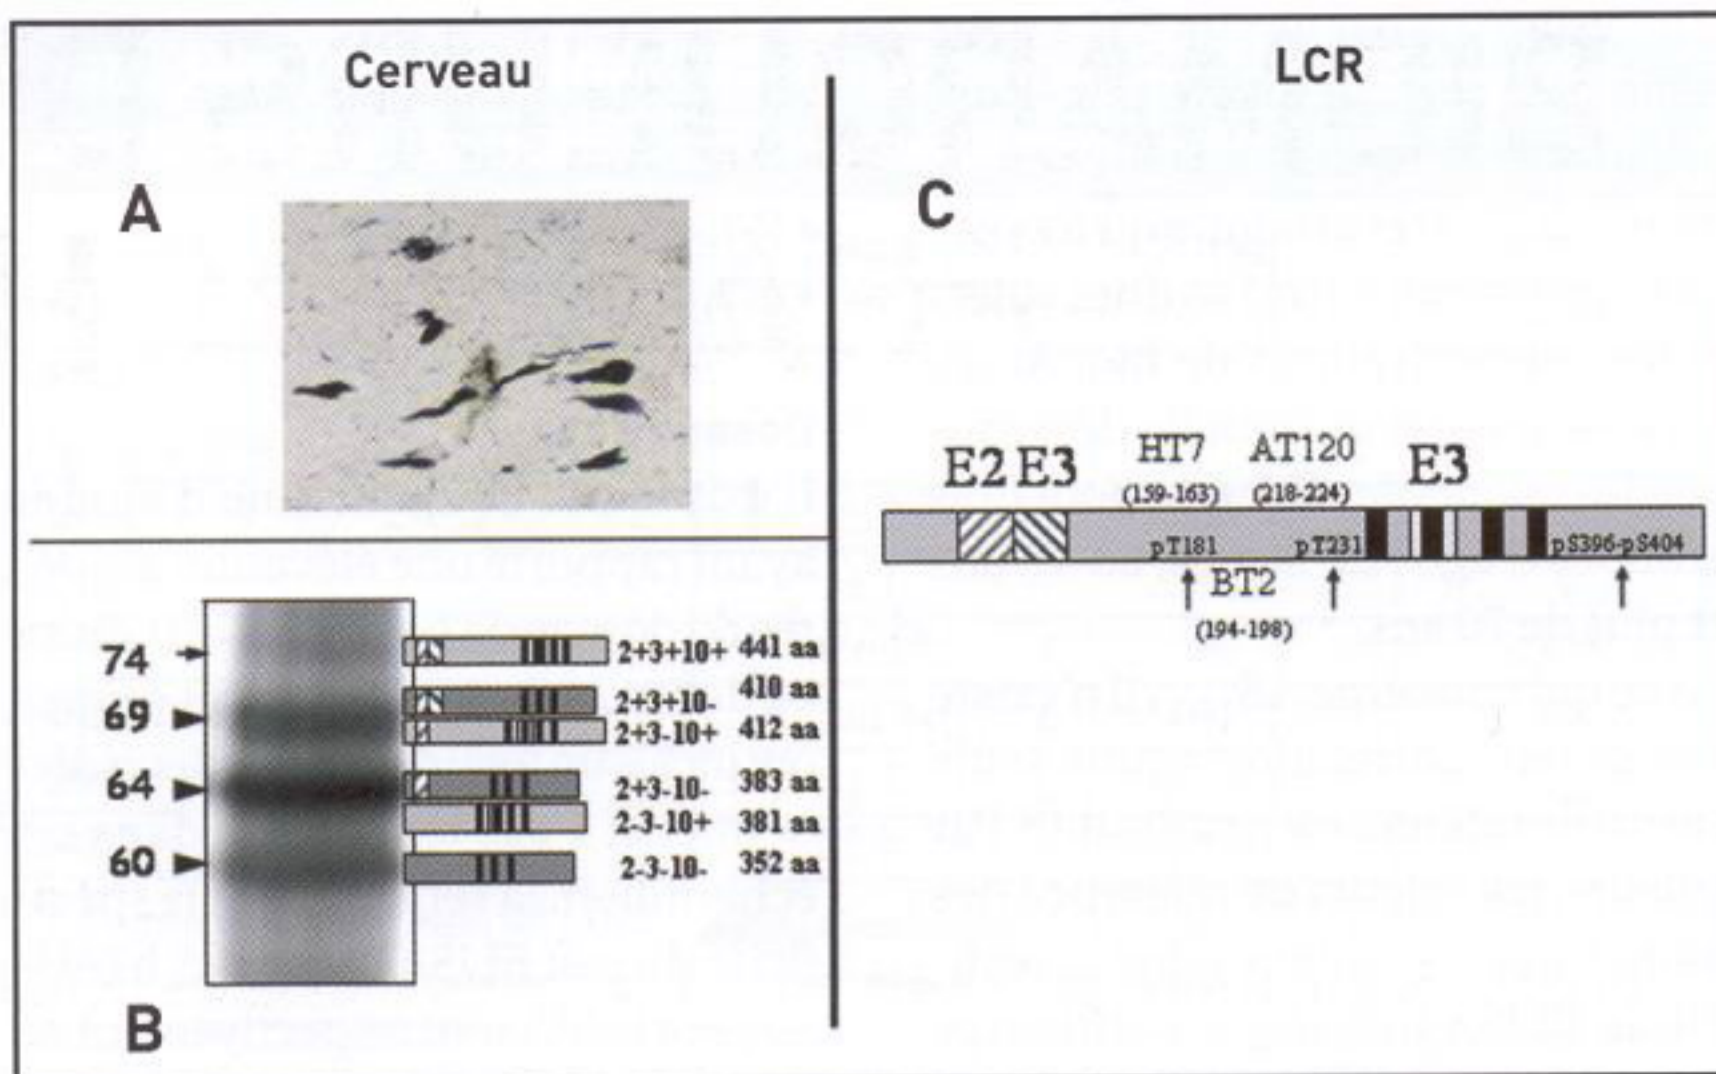 Cerveau
LCR
A
C
HT7 AT120
E2 E3 E3
(159-163) (218-224)
pT181 pT231 pS396-pS404
BT2
(194-198)
74 2+3+10+ 441 aa
2+3+10- 410 aa
69 2+3-10+ 412 aa
64 2+3-10- 383 aa
2-3-10+ 381 aa
60 2-3-10- 352 aa
B